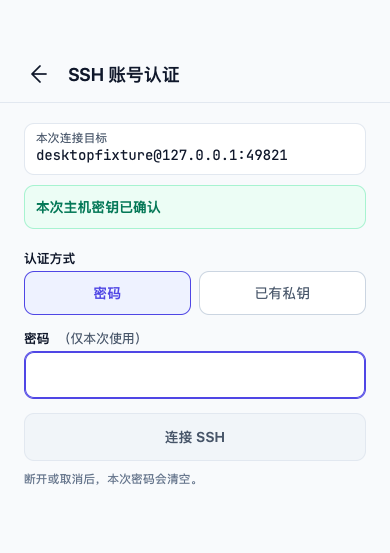 SSH 账号认证
本次连接目标
desktopfixture@127.0.0.1:49821
本次主机密钥已确认
认证方式
密码
已有私钥
密码 （仅本次使用）
连接 SSH
断开或取消后，本次密码会清空。